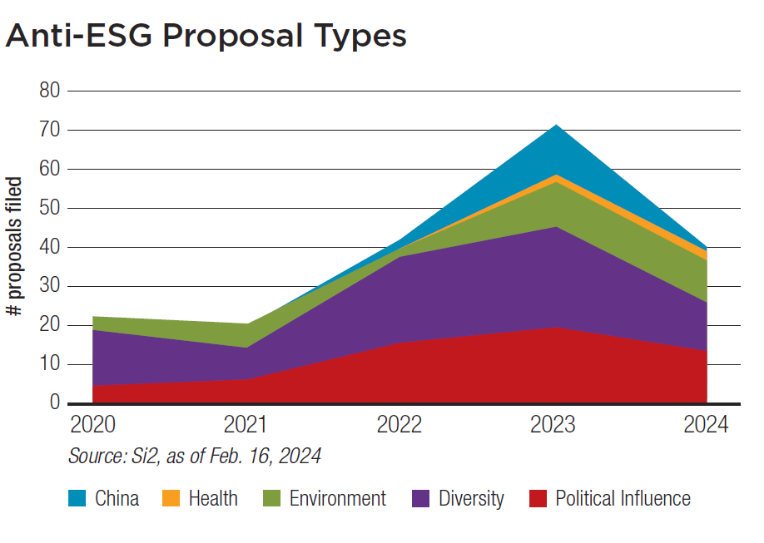 Anti-ESG Proposal Types
# proposals filed
80
70
60
50
40
30
20
10
0
2020 2021 2022 2023 2024
Source: Si2, as of Feb. 16, 2024
China Health Environment Diversity Political Influence